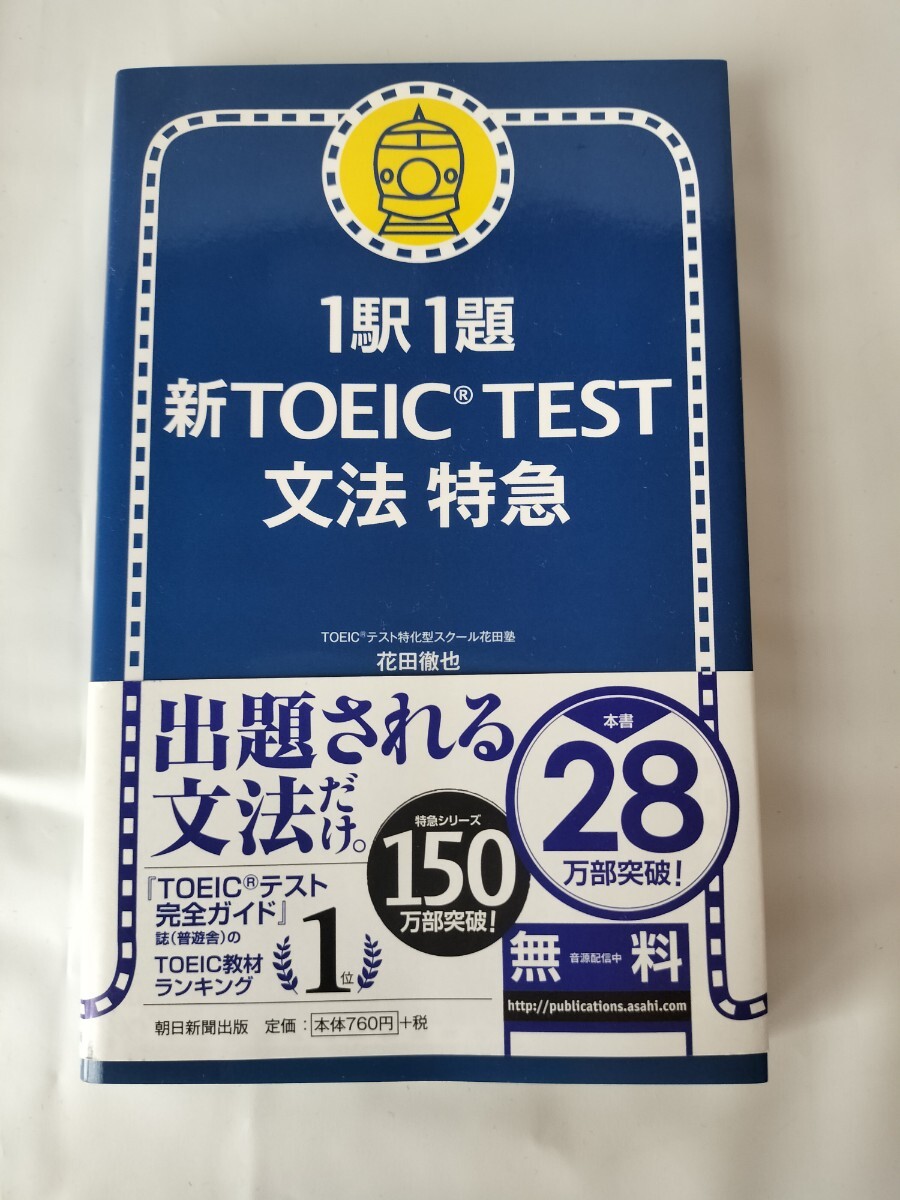 1駅1題
新TOEIC® TEST
文法 特急
TOEIC®テスト特化型スクール花田塾
花田徹也
出題される
文法だけ。
本書
28
万部突破!
特急シリーズ
150
万部突破!
『TOEIC®テスト
完全ガイド』
誌(普遊舎)の
TOEIC教材
ランキング
1位
無 音源配信中 料
http://publications.asahi.com
朝日新聞出版 定価:本体760円+税